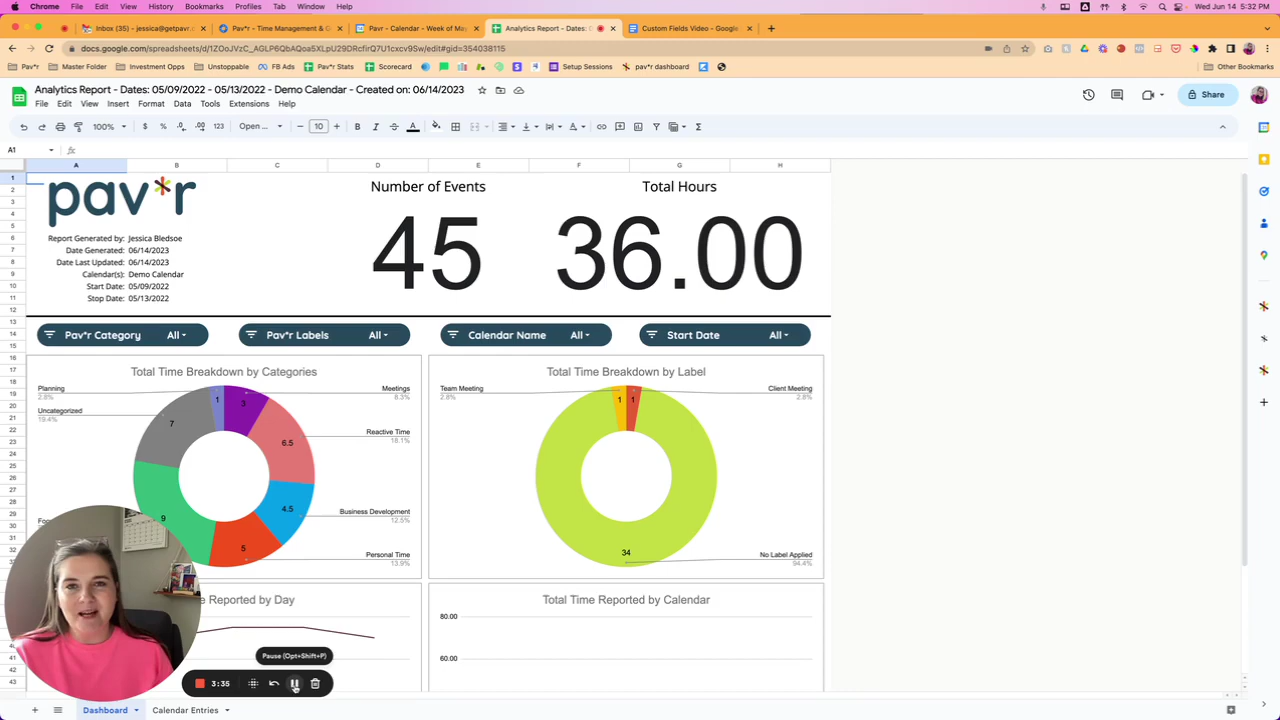 Chrome File Edit View History Bookmarks Profiles Tab Window Help
Wed Jun 14 5:32 PM
Inbox (35) - jessica@getpavr
Pav*r - Time Management & C
Pavr - Calendar - Week of Ma
Analytics Report - Dates: 0
Custom Fields Video - Google
docs.google.com/spreadsheets/d/1ZOoJVzC_AGLP6QbAQoa5XLpU29DRcfirQ7U1cxcv9Sw/edit#gid=354038115
Pav*r Master Folder Investment Opps Unstoppable FB Ads Pav*r Stats Scorecard Setup Sessions pav*r dashboard Other Bookmarks
Analytics Report - Dates: 05/09/2022 - 05/13/2022 - Demo Calendar - Created on: 06/14/2023
File Edit View Insert Format Data Tools Extensions Help
Share
100% $ % .0 .00 123 Open ... 10 B I A
A1 fx
A B C D E F G H
pav*r
Number of Events
Total Hours
45
36.00
Report Generated by: Jessica Bledsoe
Date Generated: 06/14/2023
Date Last Updated: 06/14/2023
Calendar(s): Demo Calendar
Start Date: 05/09/2022
Stop Date: 05/13/2022
Pav*r Category All
Pav*r Labels All
Calendar Name All
Start Date All
Total Time Breakdown by Categories
Planning
2.8%
Uncategorized
19.4%
Meetings
8.3%
Reactive Time
18.1%
Business Development
12.5%
Personal Time
13.9%
1
3
7
6.5
4.5
9
5
Total Time Breakdown by Label
Team Meeting
2.8%
Client Meeting
2.8%
1
1
34
No Label Applied
94.4%
e Reported by Day
Total Time Reported by Calendar
80.00
60.00
Pause (Opt+Shift+P)
3:35
Dashboard
Calendar Entries